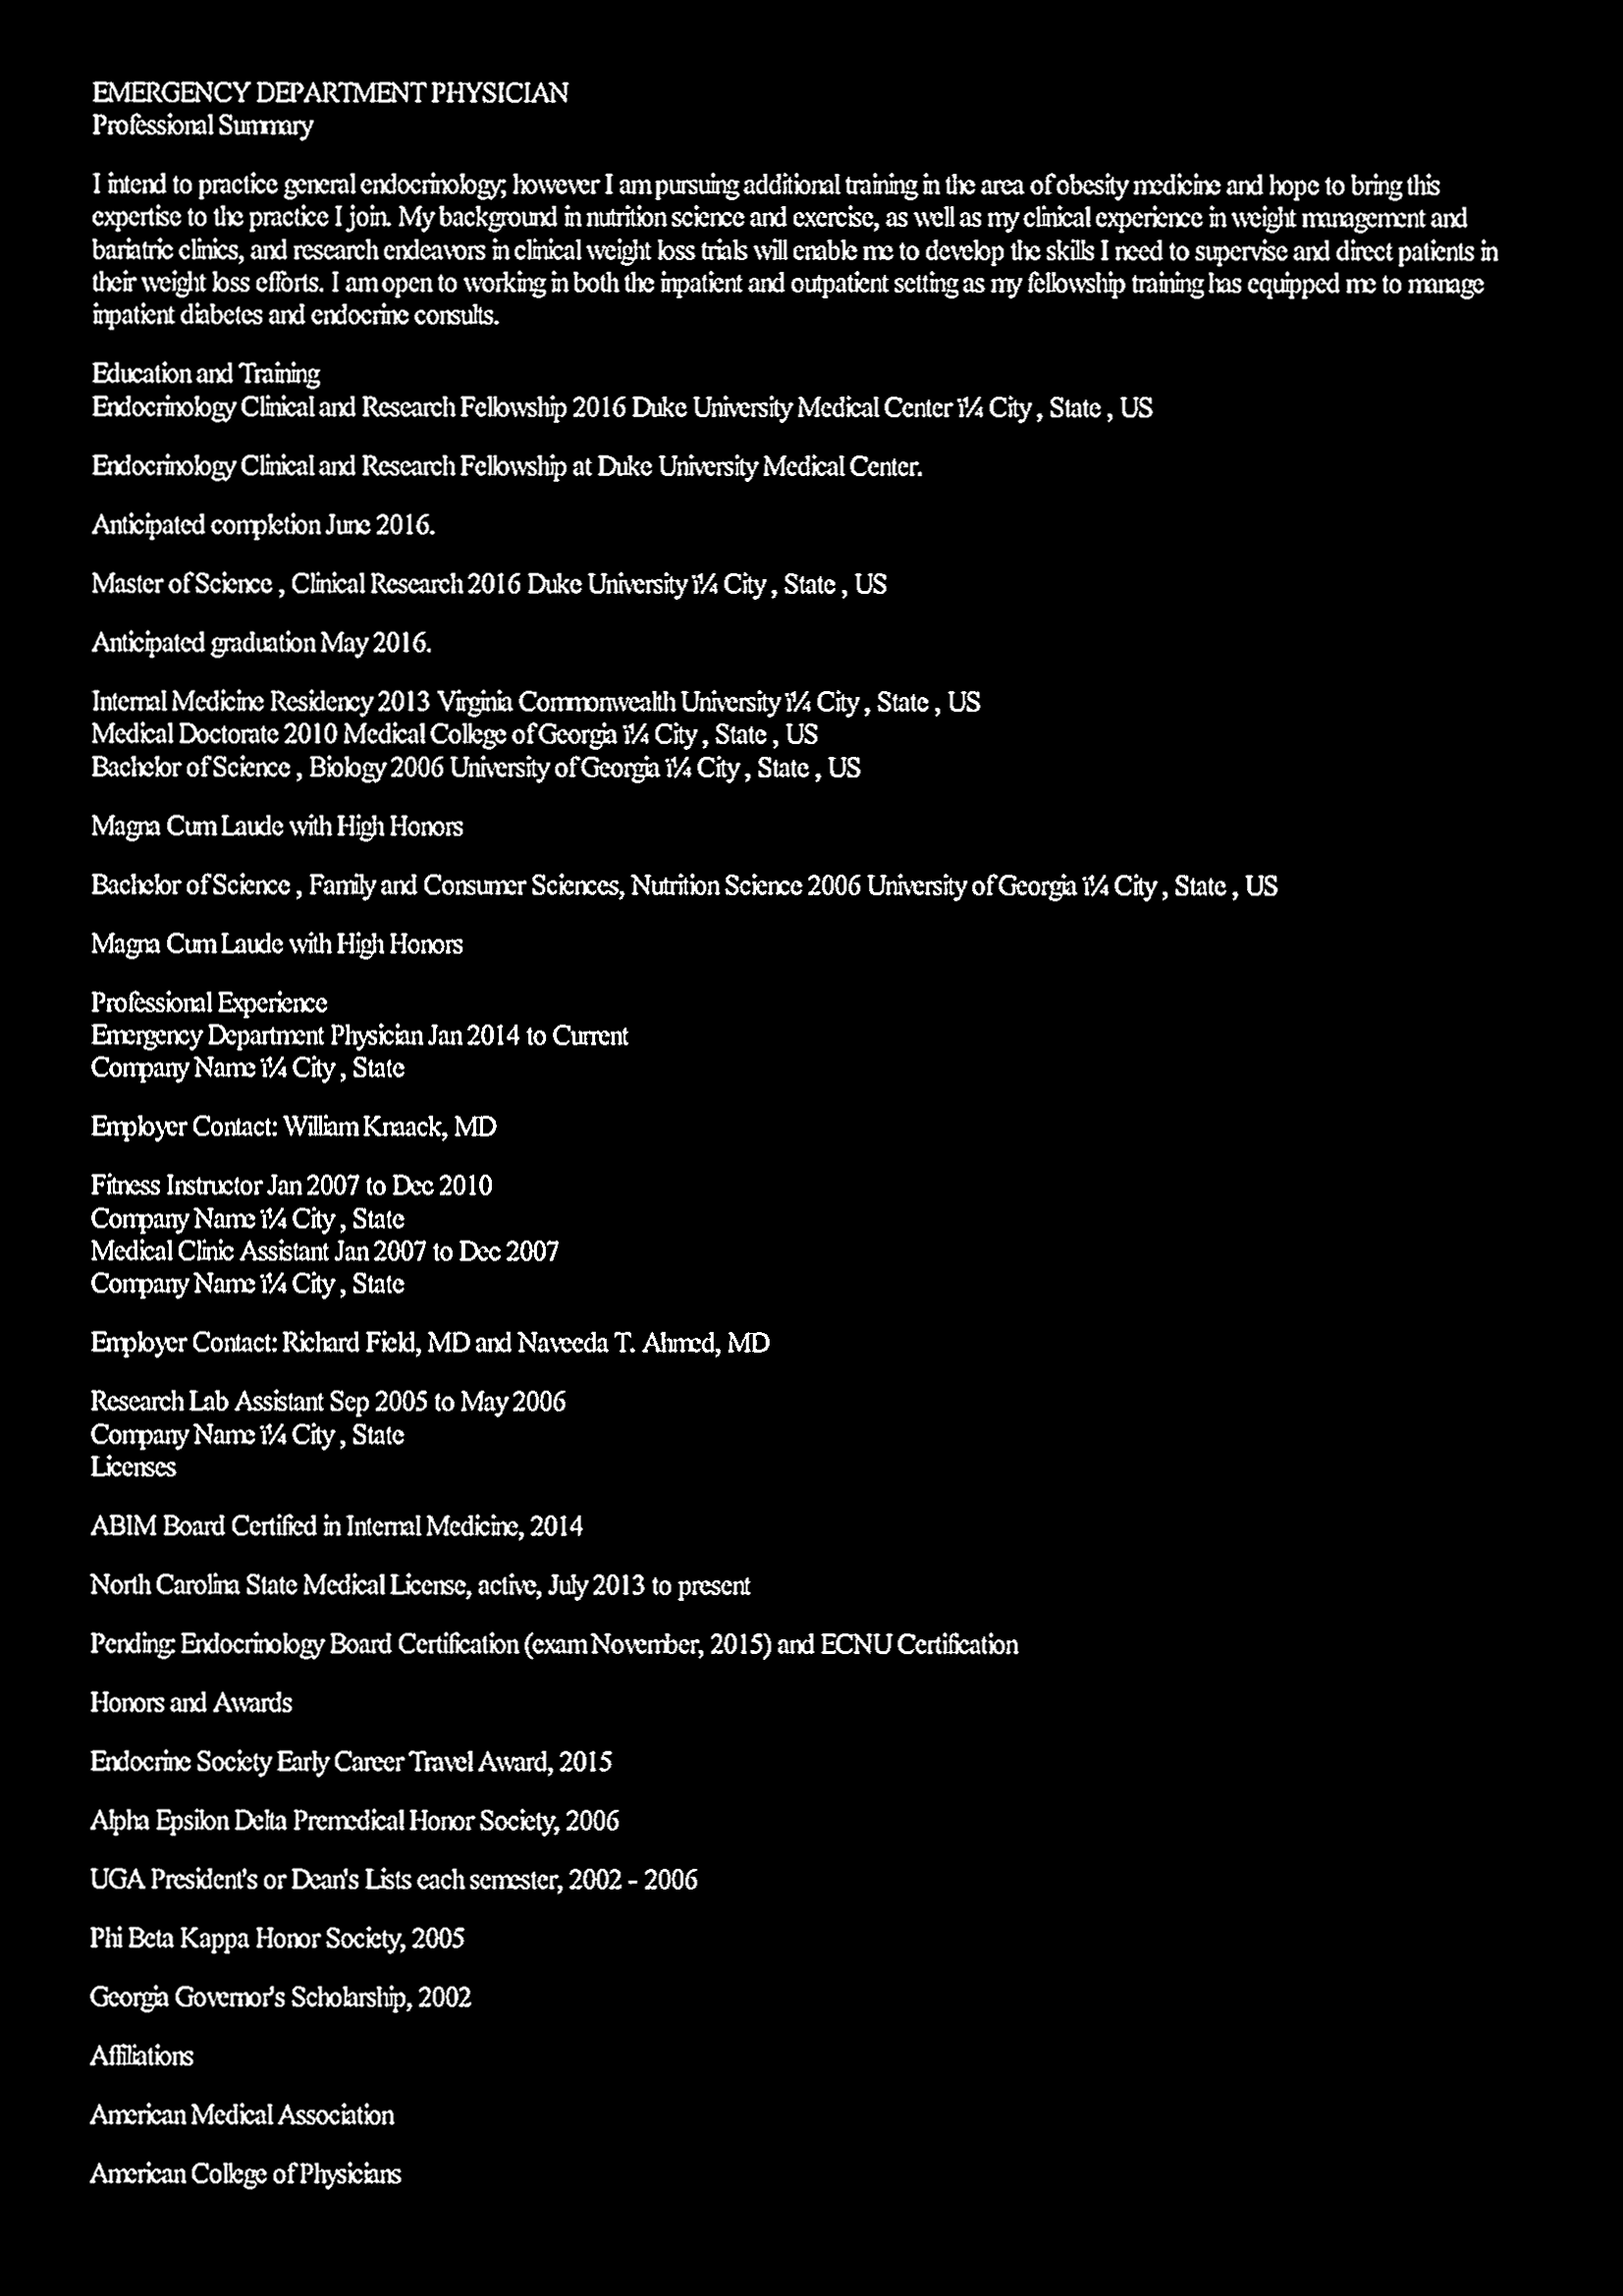 EMERGENCY DEPARTMENT PHYSICIAN
Professional Summary
I intend to practice general endocrinology; however I am pursuing additional training in the area of obesity medicine and hope to bring this
expertise to the practice I join. My background in nutrition science and exercise, as well as my clinical experience in weight management and
bariatric clinics, and research endeavors in clinical weight loss trials will enable me to develop the skills I need to supervise and direct patients in
their weight loss efforts. I am open to working in both the inpatient and outpatient setting as my fellowship training has equipped me to manage
inpatient diabetes and endocrine consults.
Education and Training
Endocrinology Clinical and Research Fellowship 2016 Duke University Medical Center ï¼ City , State , US
Endocrinology Clinical and Research Fellowship at Duke University Medical Center.
Anticipated completion June 2016.
Master of Science , Clinical Research 2016 Duke University ï¼ City , State , US
Anticipated graduation May 2016.
Internal Medicine Residency 2013 Virginia Commonwealth University ï¼ City , State , US
Medical Doctorate 2010 Medical College of Georgia ï¼ City , State , US
Bachelor of Science , Biology 2006 University of Georgia ï¼ City , State , US
Magna Cum Laude with High Honors
Bachelor of Science , Family and Consumer Sciences, Nutrition Science 2006 University of Georgia ï¼ City , State , US
Magna Cum Laude with High Honors
Professional Experience
Emergency Department Physician Jan 2014 to Current
Company Name ï¼ City , State
Employer Contact: William Knaack, MD
Fitness Instructor Jan 2007 to Dec 2010
Company Name ï¼ City , State
Medical Clinic Assistant Jan 2007 to Dec 2007
Company Name ï¼ City , State
Employer Contact: Richard Field, MD and Naveeda T. Ahmed, MD
Research Lab Assistant Sep 2005 to May 2006
Company Name ï¼ City , State
Licenses
ABIM Board Certified in Internal Medicine, 2014
North Carolina State Medical License, active, July 2013 to present
Pending: Endocrinology Board Certification (exam November, 2015) and ECNU Certification
Honors and Awards
Endocrine Society Early Career Travel Award, 2015
Alpha Epsilon Delta Premedical Honor Society, 2006
UGA President's or Dean's Lists each semester, 2002 - 2006
Phi Beta Kappa Honor Society, 2005
Georgia Governor's Scholarship, 2002
Affiliations
American Medical Association
American College of Physicians